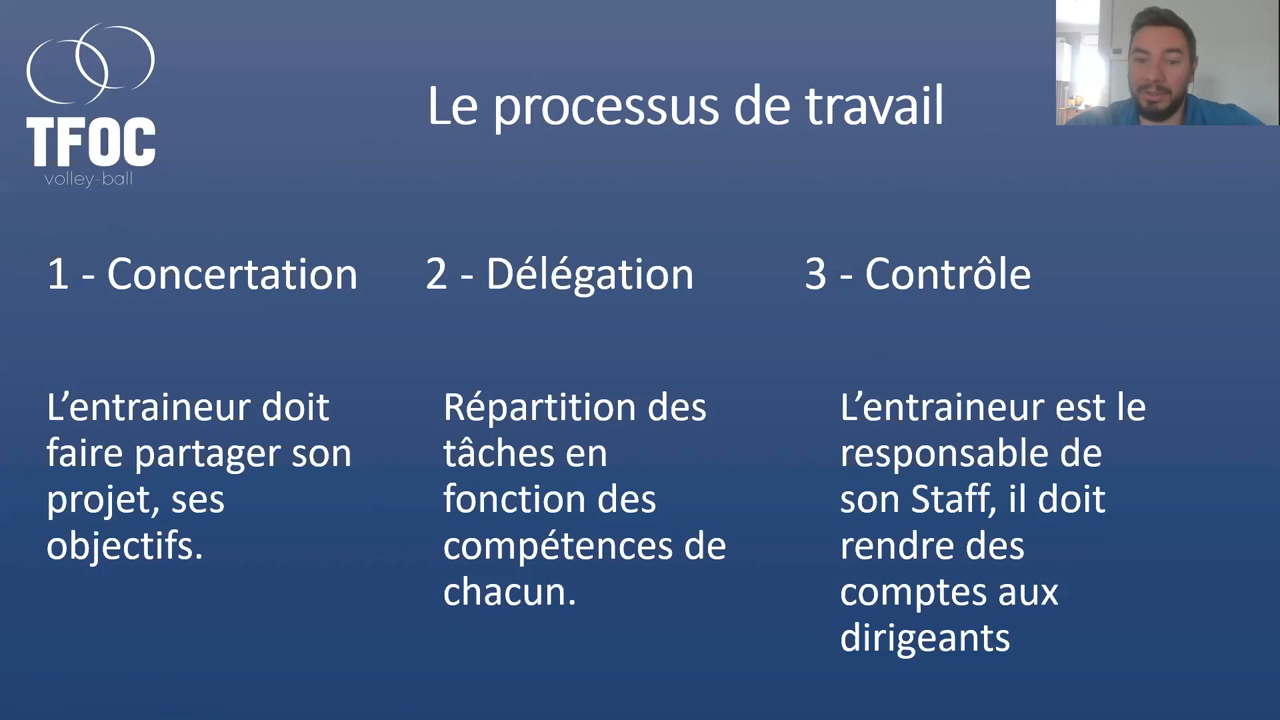 TFOC
volley-ball
Le processus de travail
1 - Concertation
2 - Délégation
3 - Contrôle
L’entraineur doit
faire partager son
projet, ses
objectifs.
Répartition des
tâches en
fonction des
compétences de
chacun.
L’entraineur est le
responsable de
son Staff, il doit
rendre des
comptes aux
dirigeants